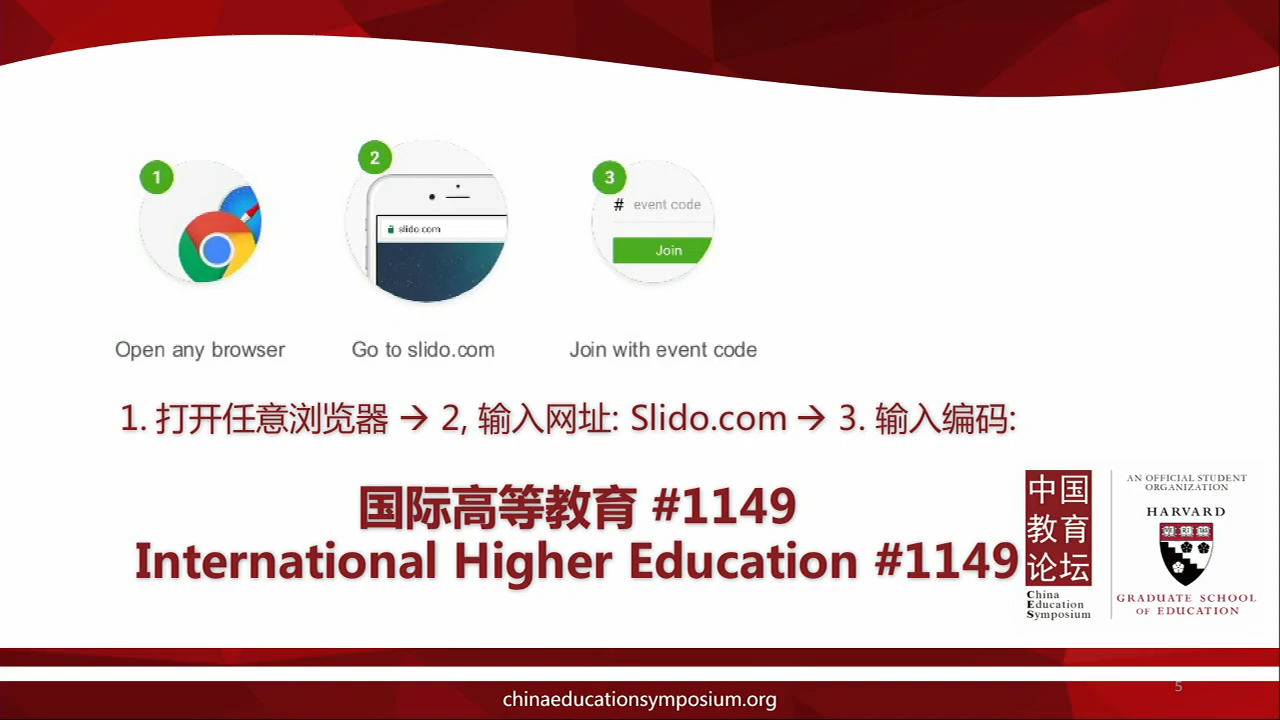 1
2
3
slido.com
# event code
Join
Open any browser
Go to slido.com
Join with event code
1. 打开任意浏览器 → 2, 输入网址: Slido.com → 3. 输入编码:
国际高等教育 #1149
International Higher Education #1149
中国
教育
论坛
China
Education
Symposium
AN OFFICIAL STUDENT
ORGANIZATION
HARVARD
GRADUATE SCHOOL
OF EDUCATION
5
chinaeducationsymposium.org